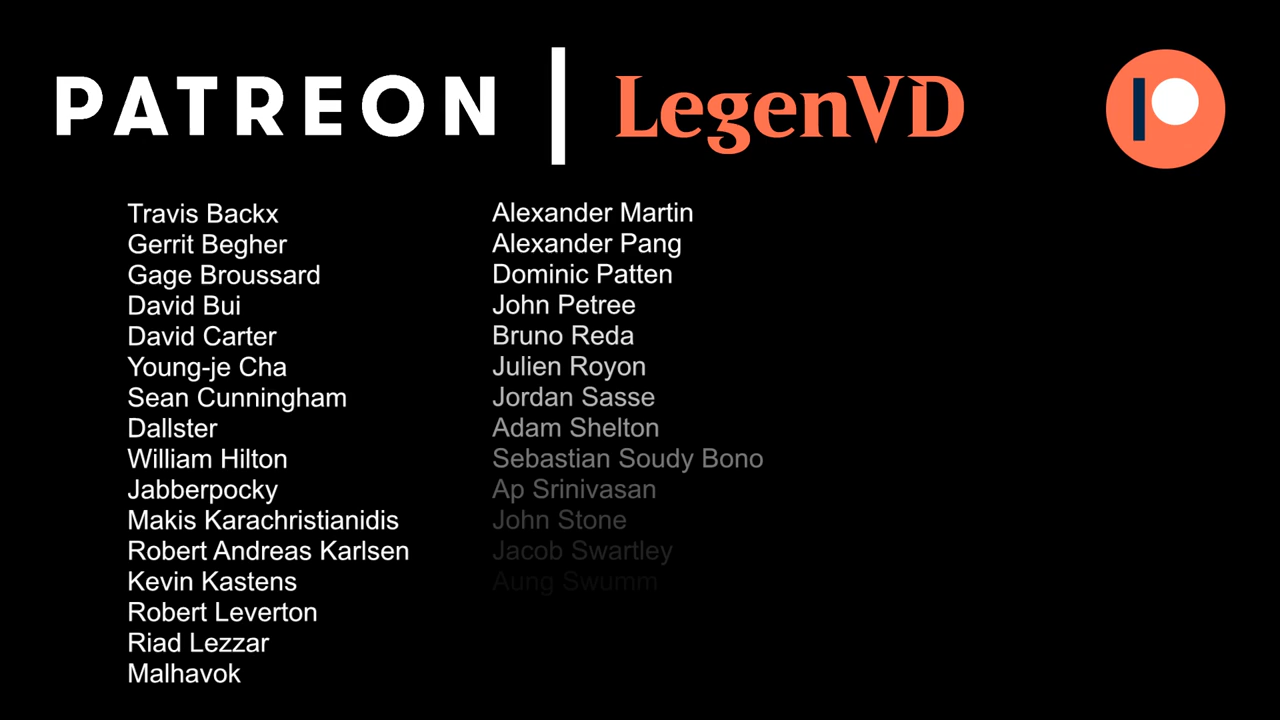 PATREON | LegenVD
Travis Backx
Gerrit Begher
Gage Broussard
David Bui
David Carter
Young-je Cha
Sean Cunningham
Dallster
William Hilton
Jabberpocky
Makis Karachristianidis
Robert Andreas Karlsen
Kevin Kastens
Robert Leverton
Riad Lezzar
Malhavok
Alexander Martin
Alexander Pang
Dominic Patten
John Petree
Bruno Reda
Julien Royon
Jordan Sasse
Adam Shelton
Sebastian Soudy Bono
Ap Srinivasan
John Stone
Jacob Swartley
Aung Swumm